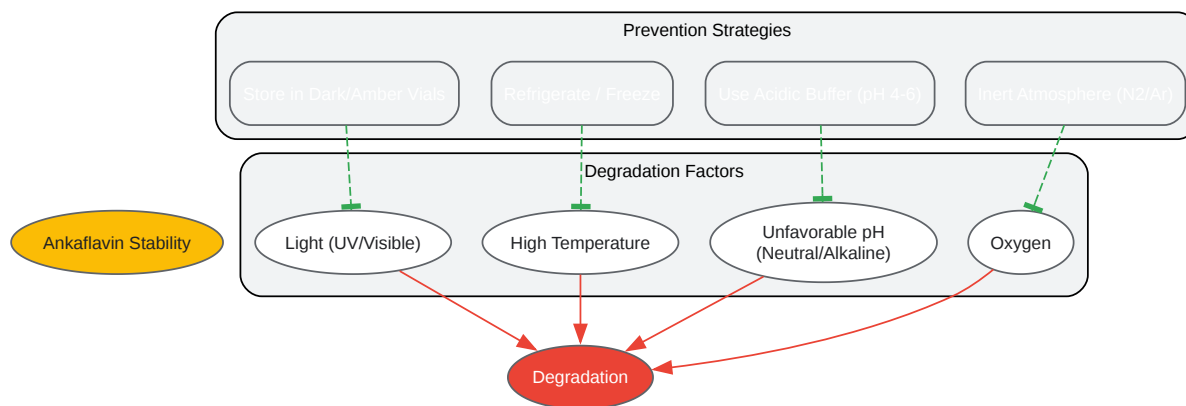 Prevention Strategies
Store in Dark/Amber Vials
Refrigerate / Freeze
Use Acidic Buffer (pH 4-6)
Inert Atmosphere (N2/Ar)
Degradation Factors
Ankaflavin Stability
Light (UV/Visible)
High Temperature
Unfavorable pH
(Neutral/Alkaline)
Oxygen
Degradation